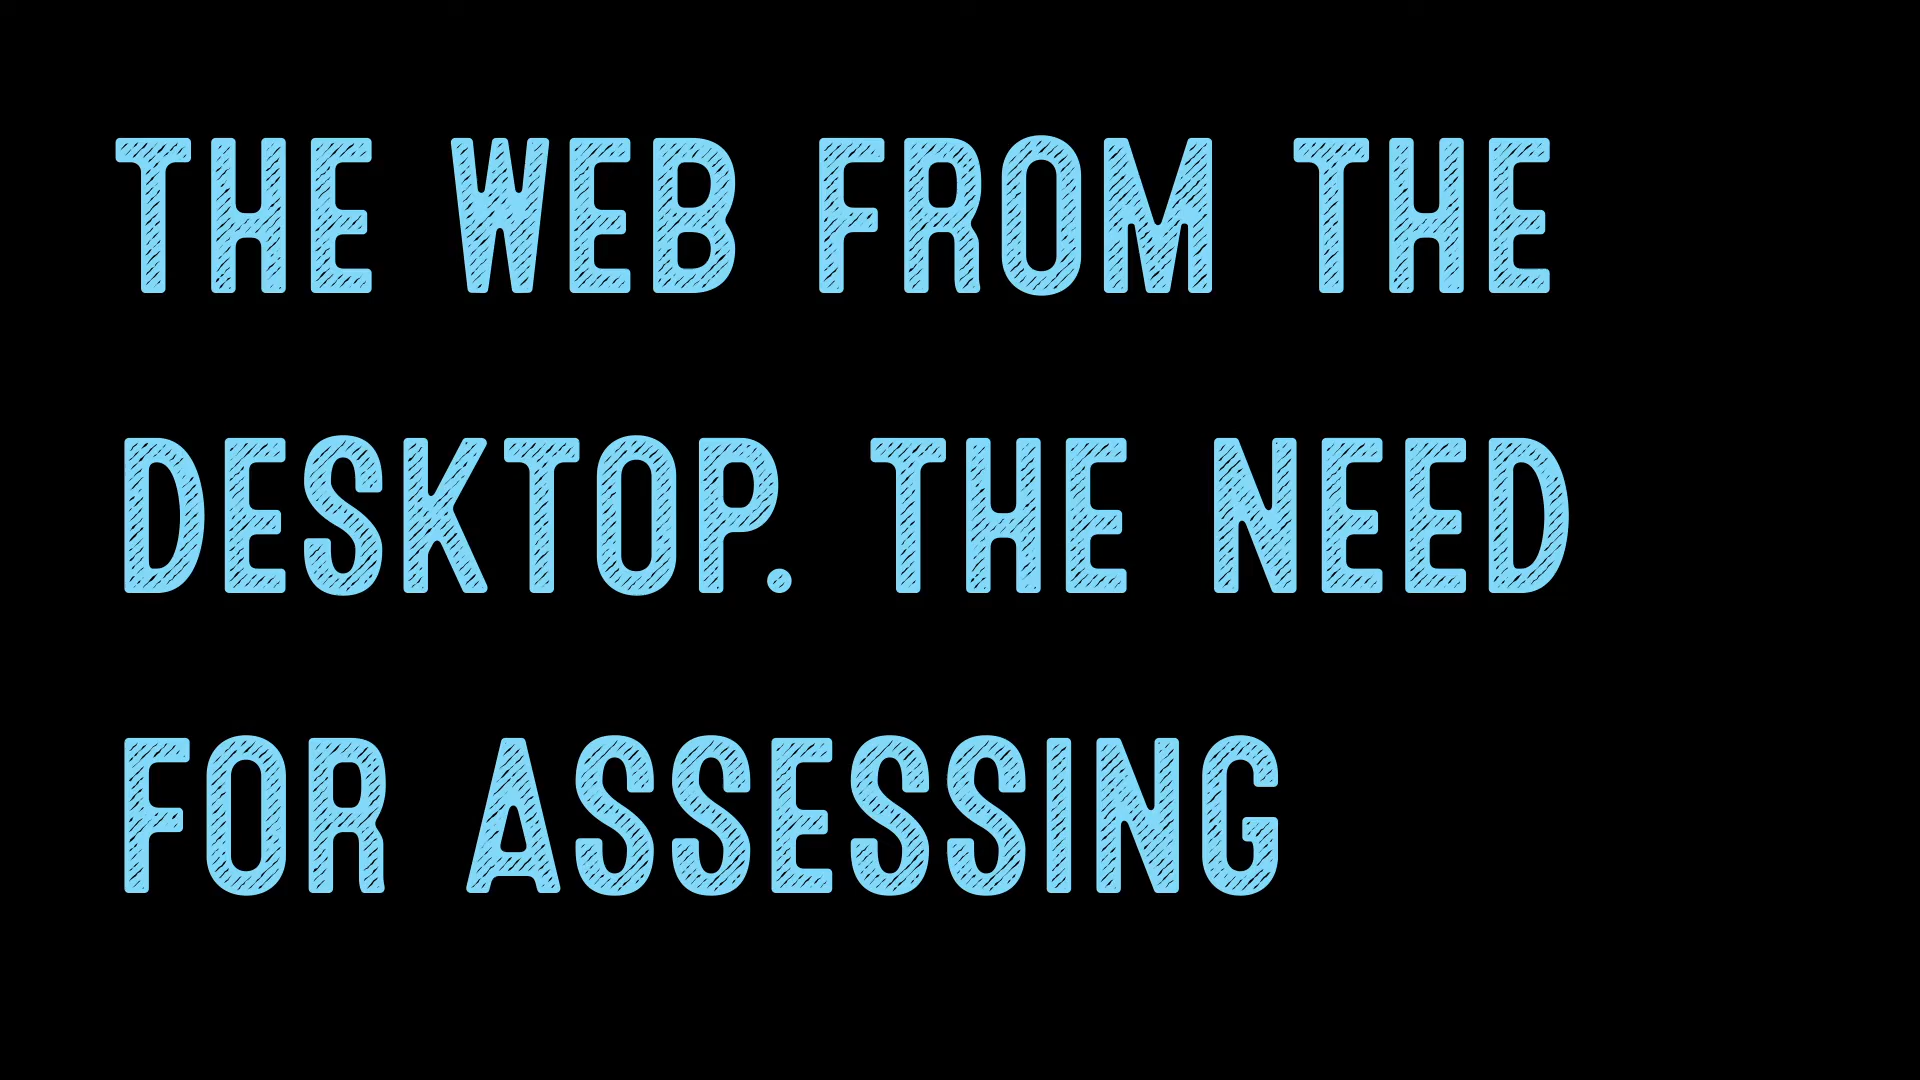 THE WEB FROM THE
DESKTOP. THE NEED
FOR ASSESSING